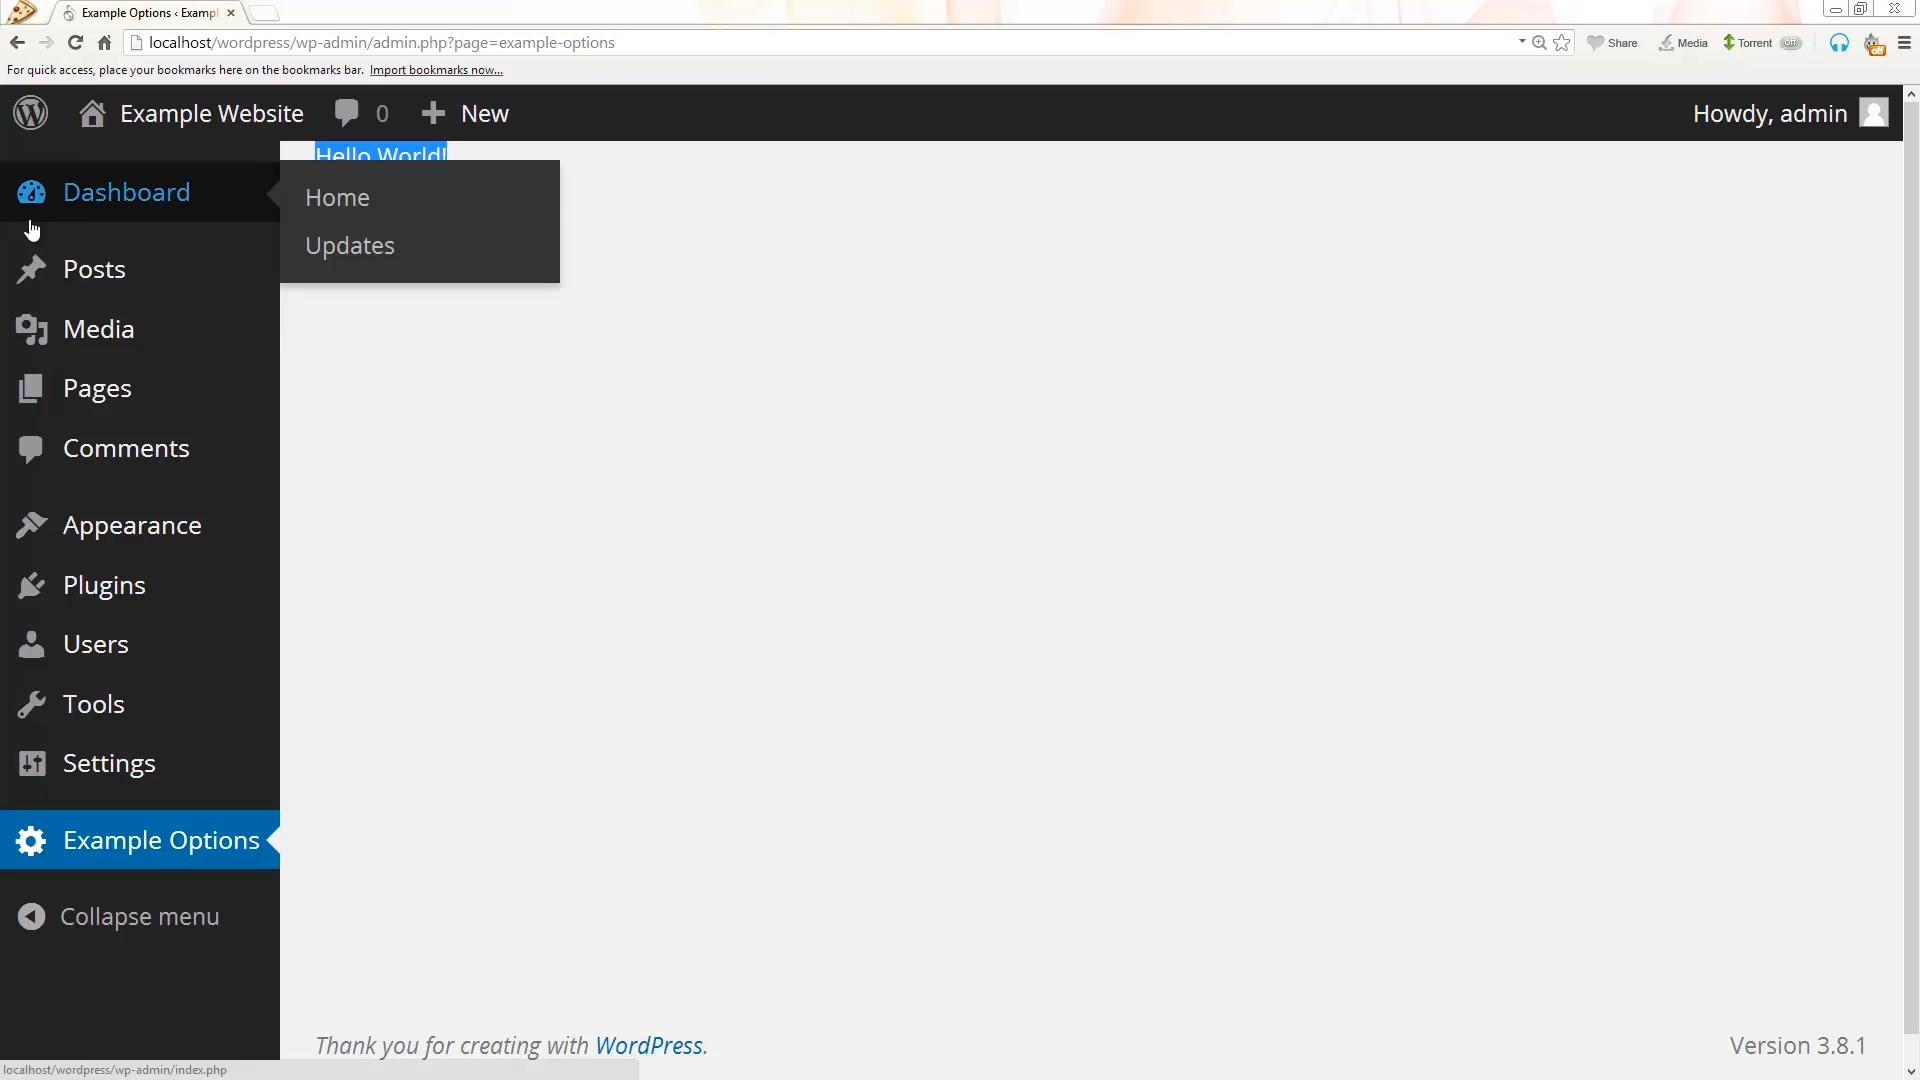 Example Options ‹ Exampl
localhost/wordpress/wp-admin/admin.php?page=example-options
Share
Media
Torrent
off
off
For quick access, place your bookmarks here on the bookmarks bar. Import bookmarks now...
Example Website
0
New
Howdy, admin
Hello World!
Dashboard
Home
Updates
Posts
Media
Pages
Comments
Appearance
Plugins
Users
Tools
Settings
Example Options
Collapse menu
Thank you for creating with WordPress.
Version 3.8.1
localhost/wordpress/wp-admin/index.php